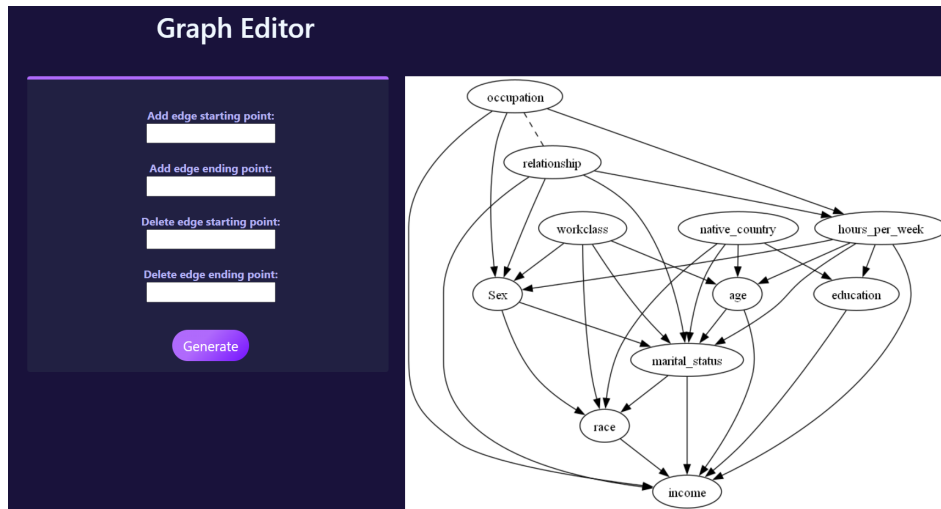 Graph Editor
Add edge starting point:
Add edge ending point:
Delete edge starting point:
Delete edge ending point:
Generate
occupation
relationship
workclass
native_country
hours_per_week
Sex
age
education
marital_status
race
income